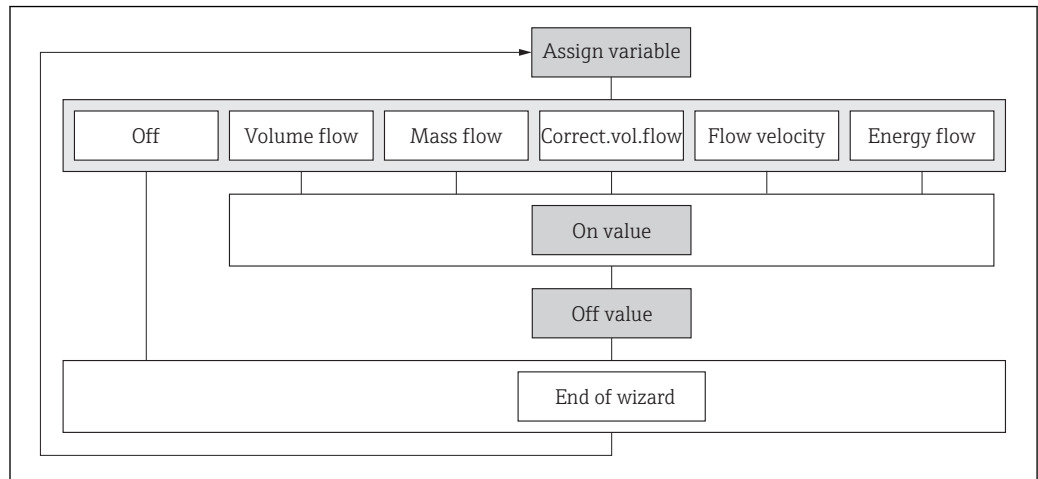 Assign variable
Off
Volume flow
Mass flow
Correct.vol.flow
Flow velocity
Energy flow
On value
Off value
End of wizard